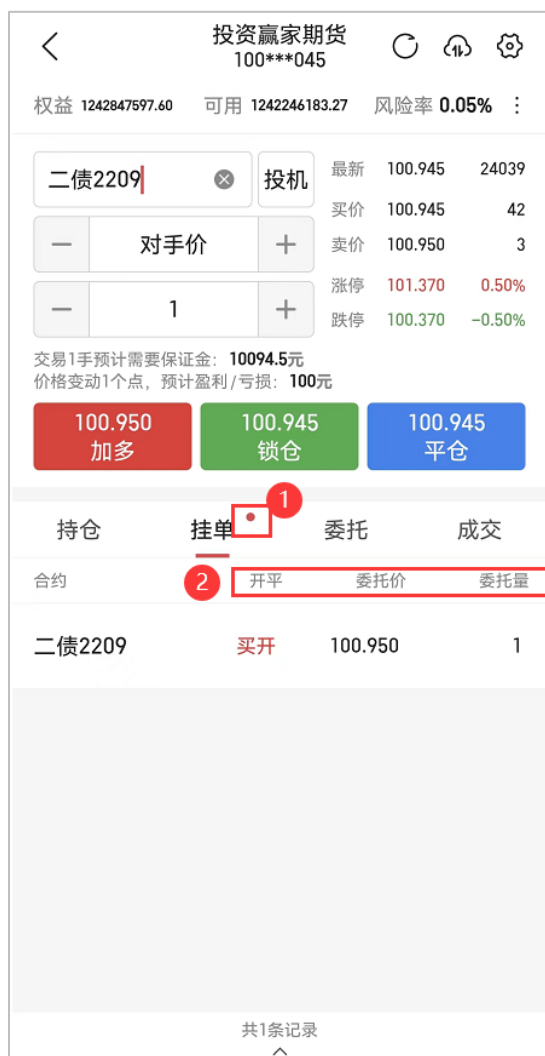 投资赢家期货
100***045
权益 1242847597.60 可用 1242246183.27 风险率 0.05%
二债2209 投机 最新 100.945 24039
买价 100.945 42
— 对手价 + 卖价 100.950 3
涨停 101.370 0.50%
— 1 + 跌停 100.370 -0.50%
交易1手预计需要保证金：10094.5元
价格变动1个点，预计盈利/亏损：100元
100.950 100.945 100.945
加多 锁仓 平仓
1
持仓 挂单 委托 成交
合约 2 开平 委托价 委托量
二债2209 买开 100.950 1
共1条记录